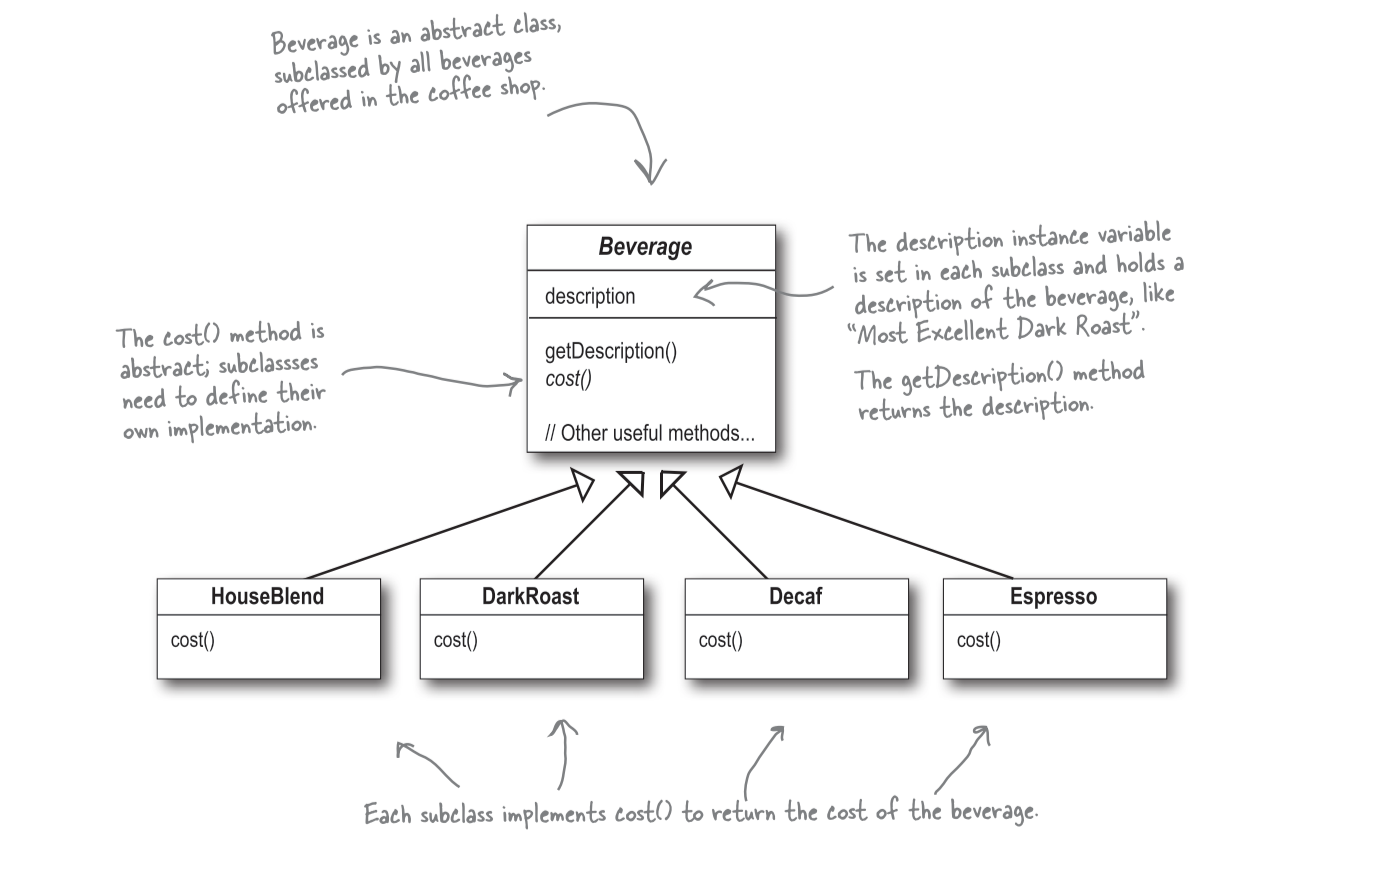 Beverage is an abstract class,
subclassed by all beverages
offered in the coffee shop.
Beverage
description
getDescription()
cost()
// Other useful methods...
The description instance variable
is set in each subclass and holds a
description of the beverage, like
“Most Excellent Dark Roast”.
The getDescription() method
returns the description.
The cost() method is
abstract; subclassses
need to define their
own implementation.
HouseBlend
cost()
DarkRoast
cost()
Decaf
cost()
Espresso
cost()
Each subclass implements cost() to return the cost of the beverage.